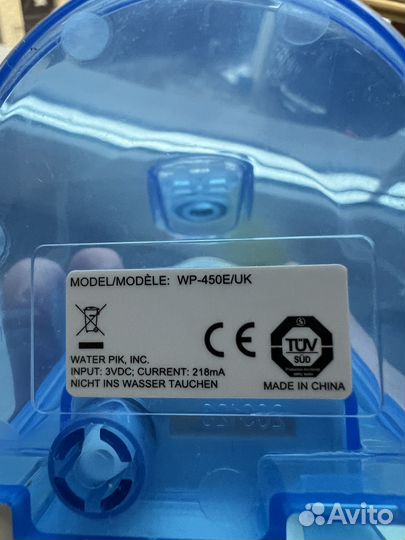 MODEL/MODÈLE: WP-450E/UK
CE
TÜV
SÜD
WATER PIK, INC.
INPUT: 3VDC; CURRENT: 218mA
NICHT INS WASSER TAUCHEN
MADE IN CHINA
Avito